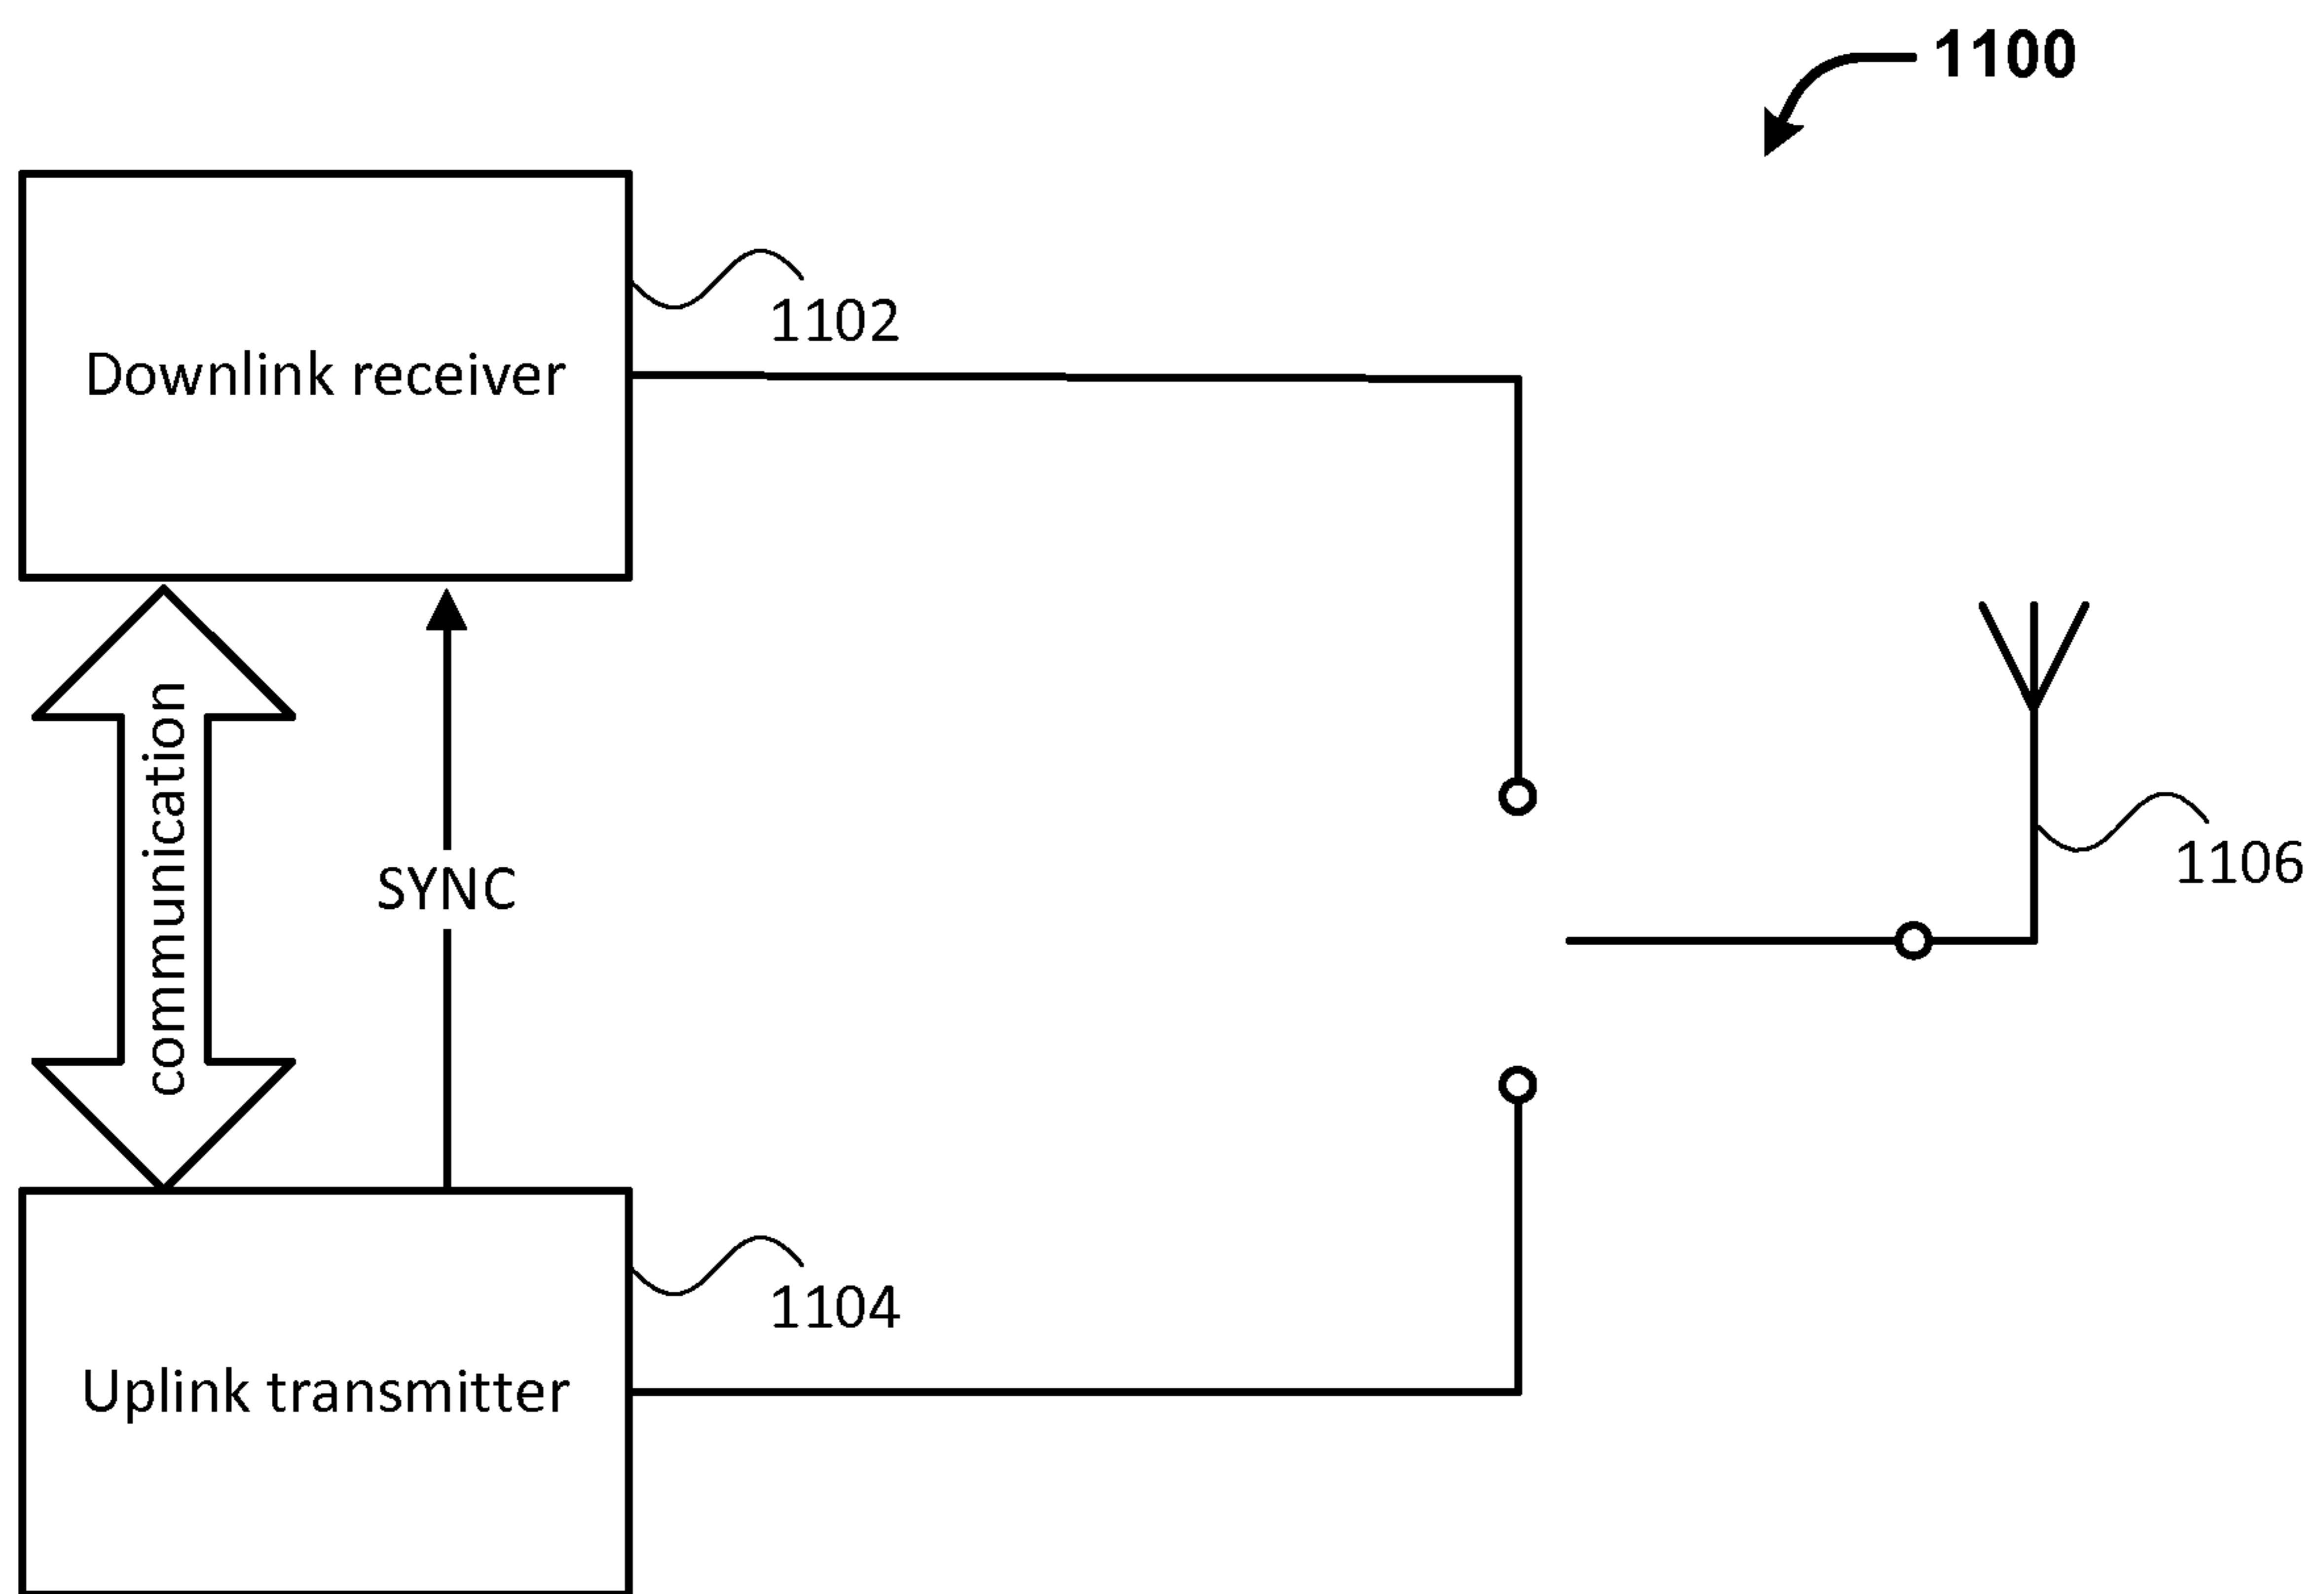 1100
1102
Downlink receiver
communication
SYNC
1106
1104
Uplink transmitter